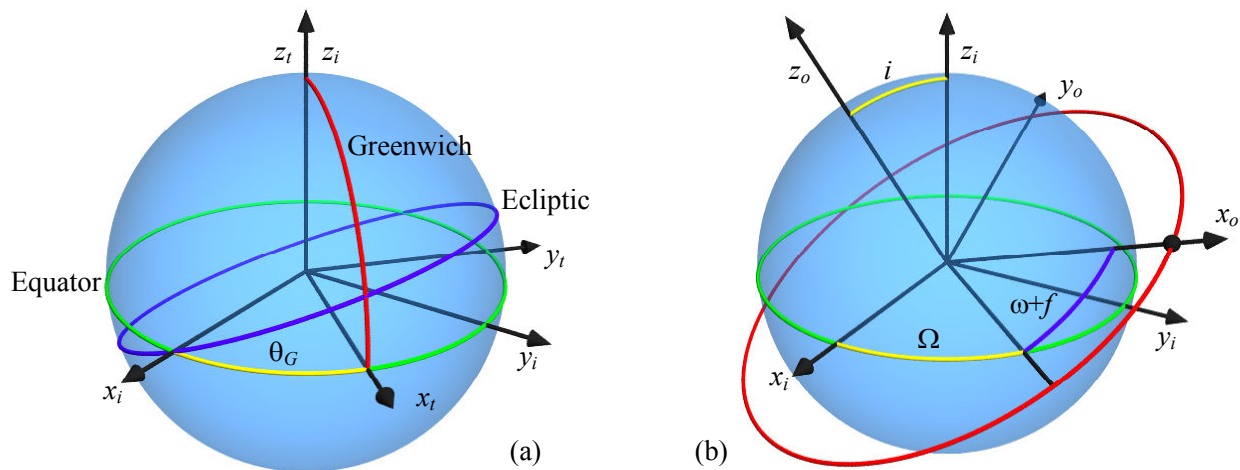 z_t z_i
Greenwich
Ecliptic
y_t
Equator
θ_G
y_i
x_i
x_t
(a)
z_o
i
z_i
y_o
x_o
ω+f
Ω
y_i
x_i
(b)